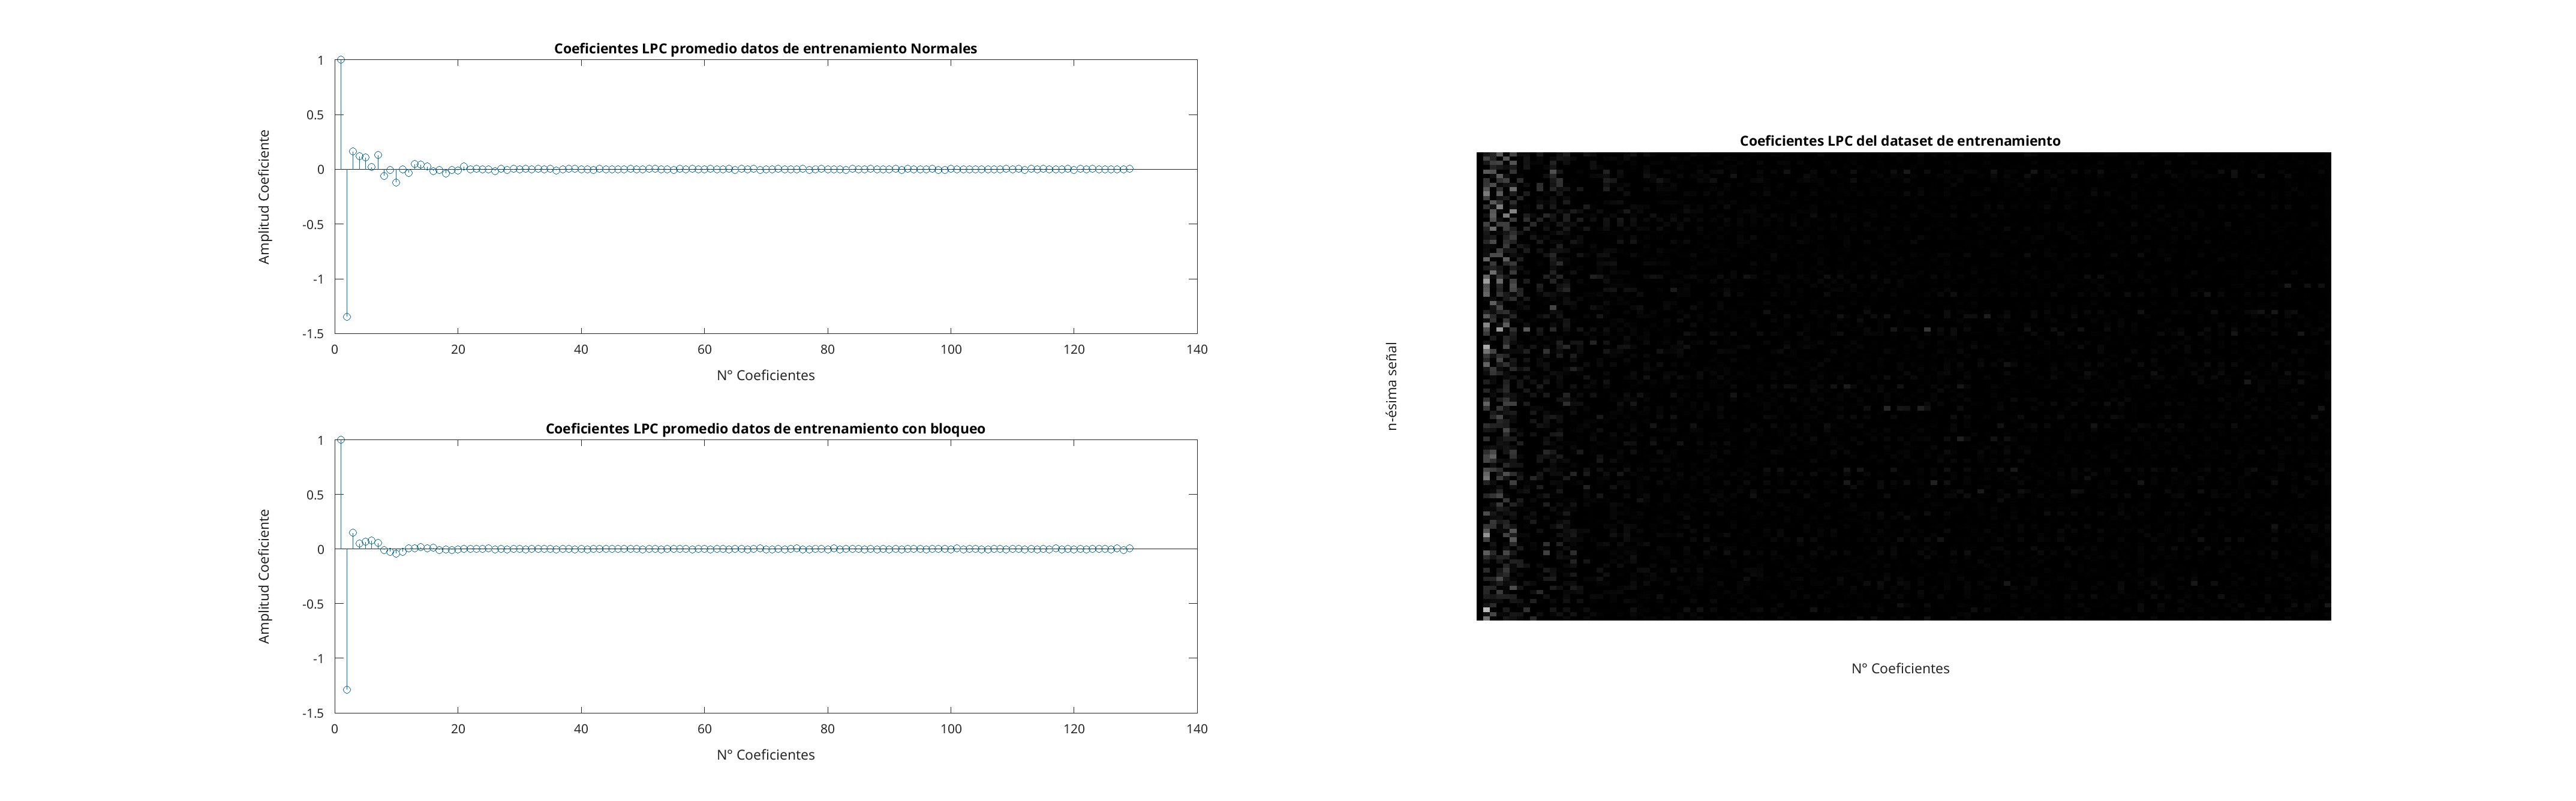 Coeficientes LPC promedio datos de entrenamiento Normales
1
0.5
0
-0.5
-1
-1.5
Amplitud Coeficiente
0 20 40 60 80 100 120 140
N° Coeficientes
Coeficientes LPC promedio datos de entrenamiento con bloqueo
1
0.5
0
-0.5
-1
-1.5
Amplitud Coeficiente
0 20 40 60 80 100 120 140
N° Coeficientes
Coeficientes LPC del dataset de entrenamiento
n-ésima señal
N° Coeficientes